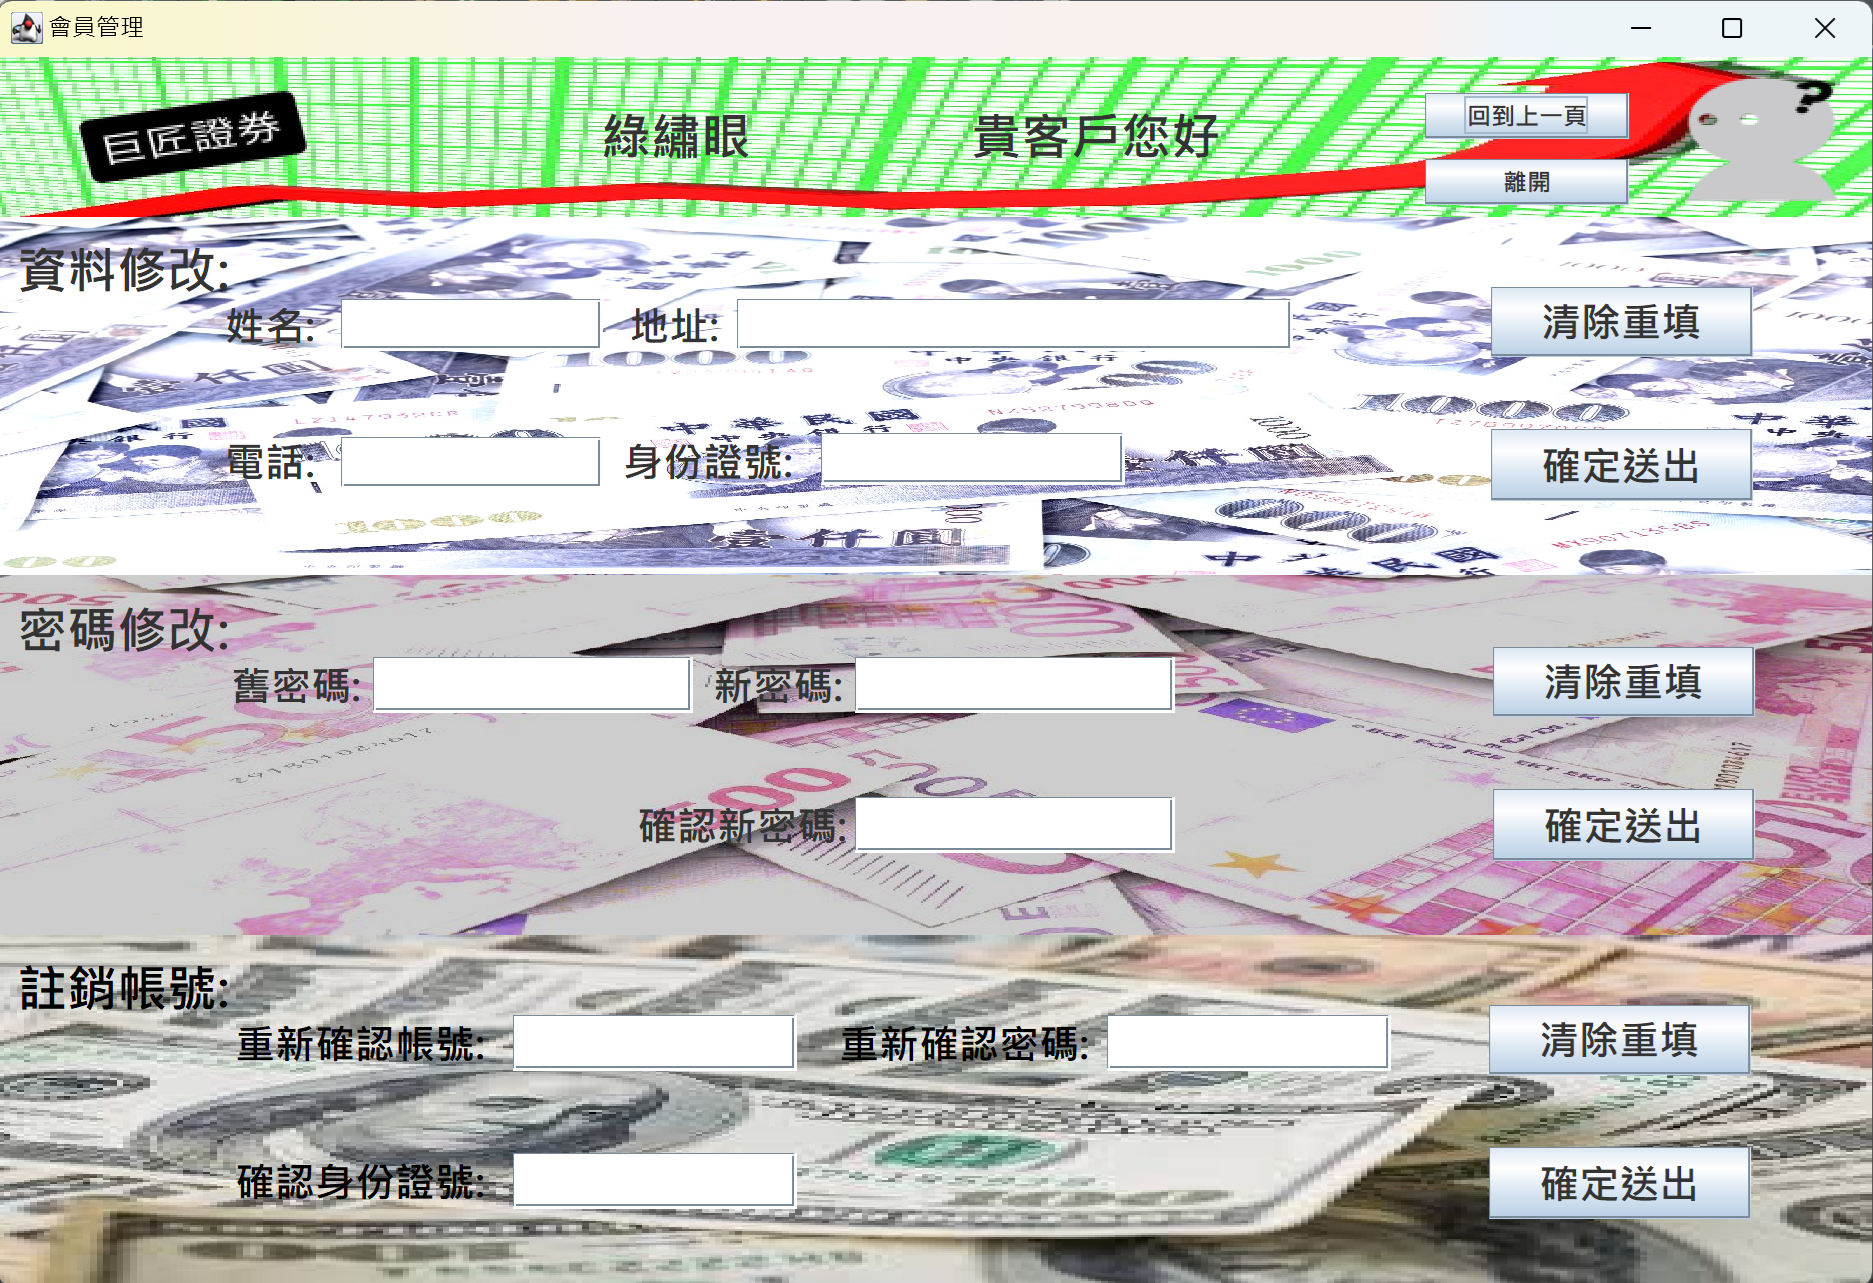 會員管理
巨匠證券
綠繡眼
貴客戶您好
回到上一頁
離開
?
資料修改:
姓名:
地址:
清除重填
電話:
身份證號:
確定送出
密碼修改:
舊密碼:
新密碼:
清除重填
確認新密碼:
確定送出
註銷帳號:
重新確認帳號:
重新確認密碼:
清除重填
確認身份證號:
確定送出